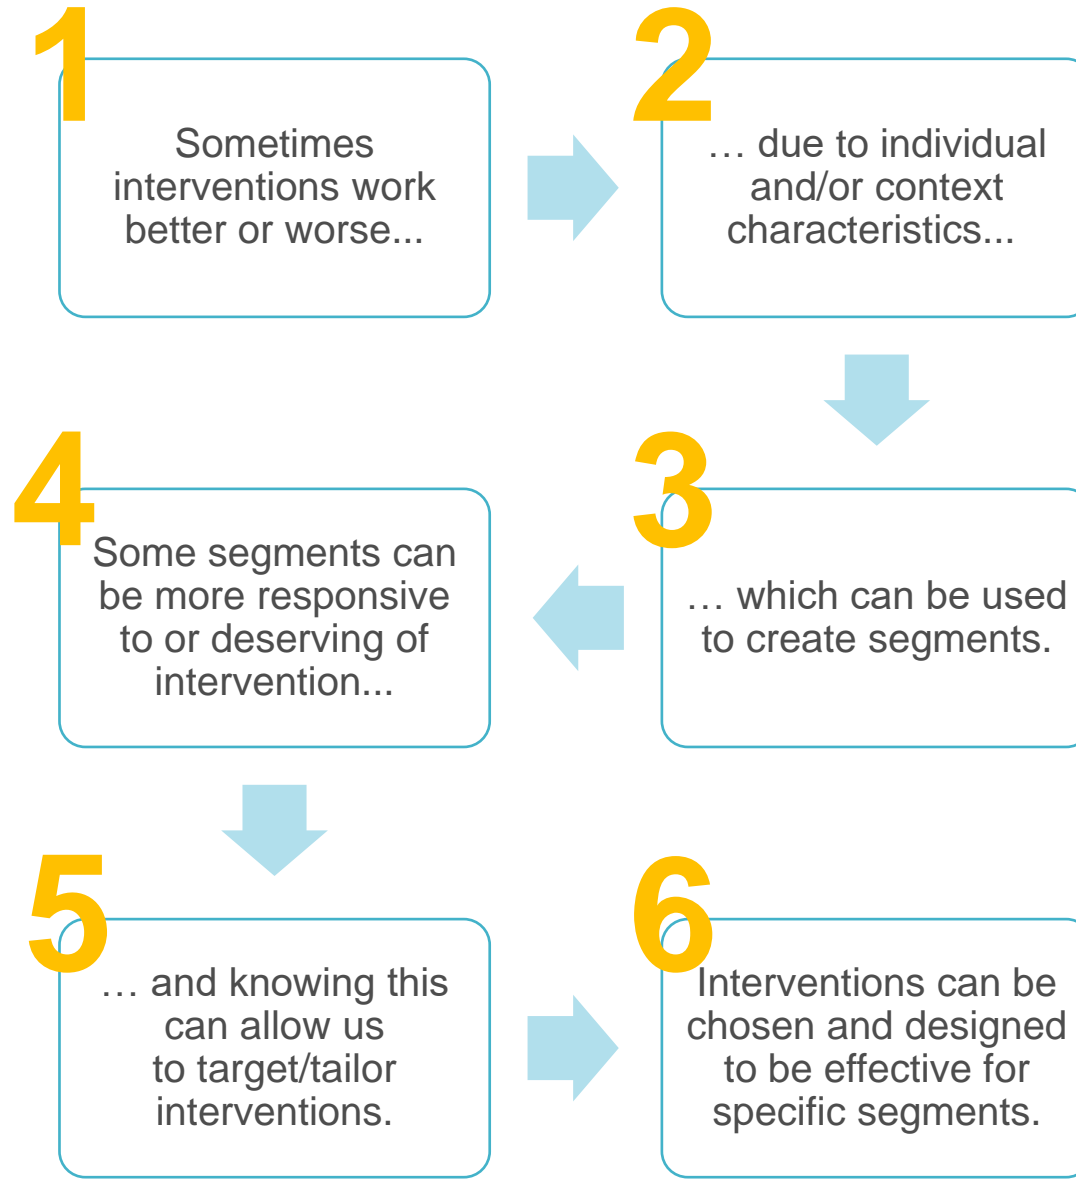 1
Sometimes
interventions work
better or worse...
2
… due to individual
and/or context
characteristics...
3
… which can be used
to create segments.
4
Some segments can
be more responsive
to or deserving of
intervention...
5
… and knowing this
can allow us
to target/tailor
interventions.
6
Interventions can be
chosen and designed
to be effective for
specific segments.